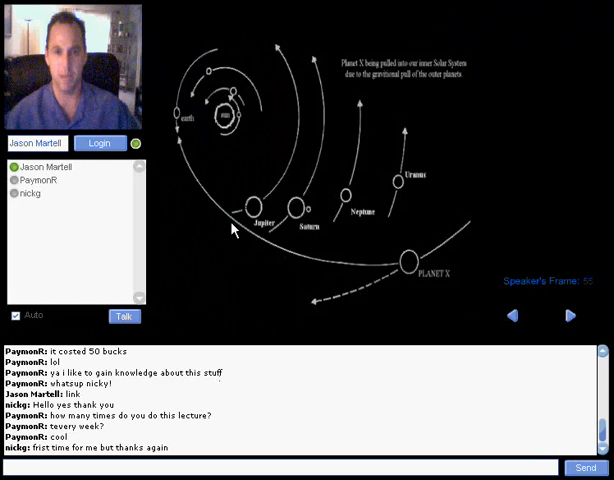 Planet X being pulled into our inner Solar System
due to the gravitional pull of the outer planets
earth
sun
Jupiter
Saturn
Neptune
Uranus
PLANET X
Speaker's Frame: 55
Jason Martell
Login
Jason Martell
PaymonR
nickg
Auto
Talk
PaymonR: it costed 50 bucks
PaymonR: lol
PaymonR: ya i like to gain knowledge about this stuff
PaymonR: whatsup nicky!
Jason Martell: link
nickg: Hello yes thank you
PaymonR: how many times do you do this lecture?
PaymonR: tevery week?
PaymonR: cool
nickg: frist time for me but thanks again
Send